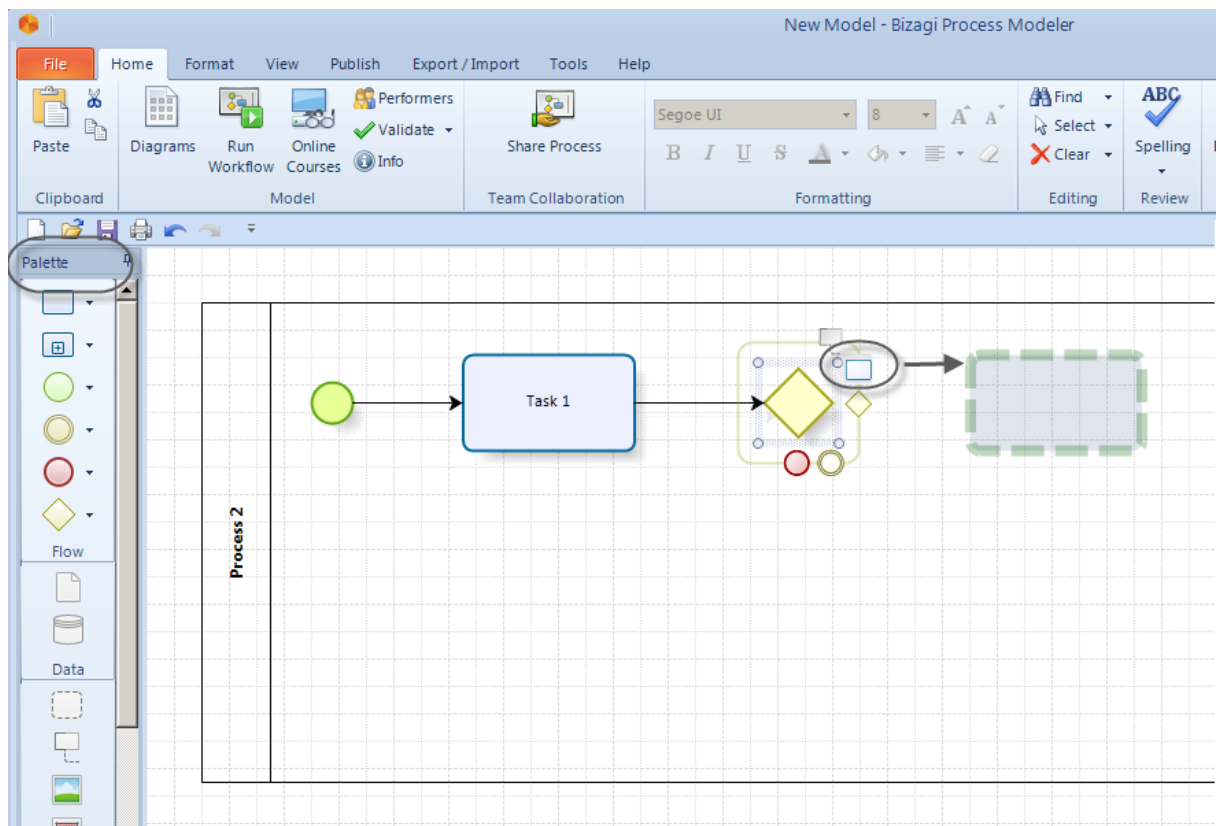 New Model - Bizagi Process Modeler
File Home Format View Publish Export / Import Tools Help
Paste
Clipboard
Diagrams
Run Workflow
Online Courses
Performers
Validate
Info
Model
Share Process
Team Collaboration
Segoe UI 8 A A
B I U S A
Formatting
Find
Select
Clear
Editing
ABC
Spelling
Review
Palette
Flow
Data
Process 2
Task 1